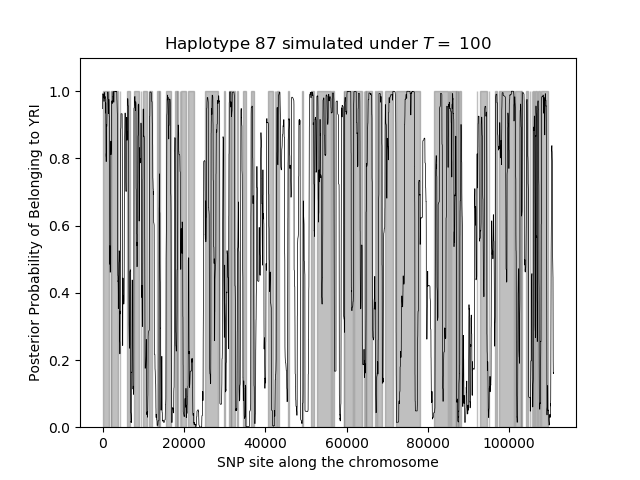 Haplotype 87 simulated under T = 100
Posterior Probability of Belonging to YRI
1.0
0.8
0.6
0.4
0.2
0.0
0 20000 40000 60000 80000 100000
SNP site along the chromosome